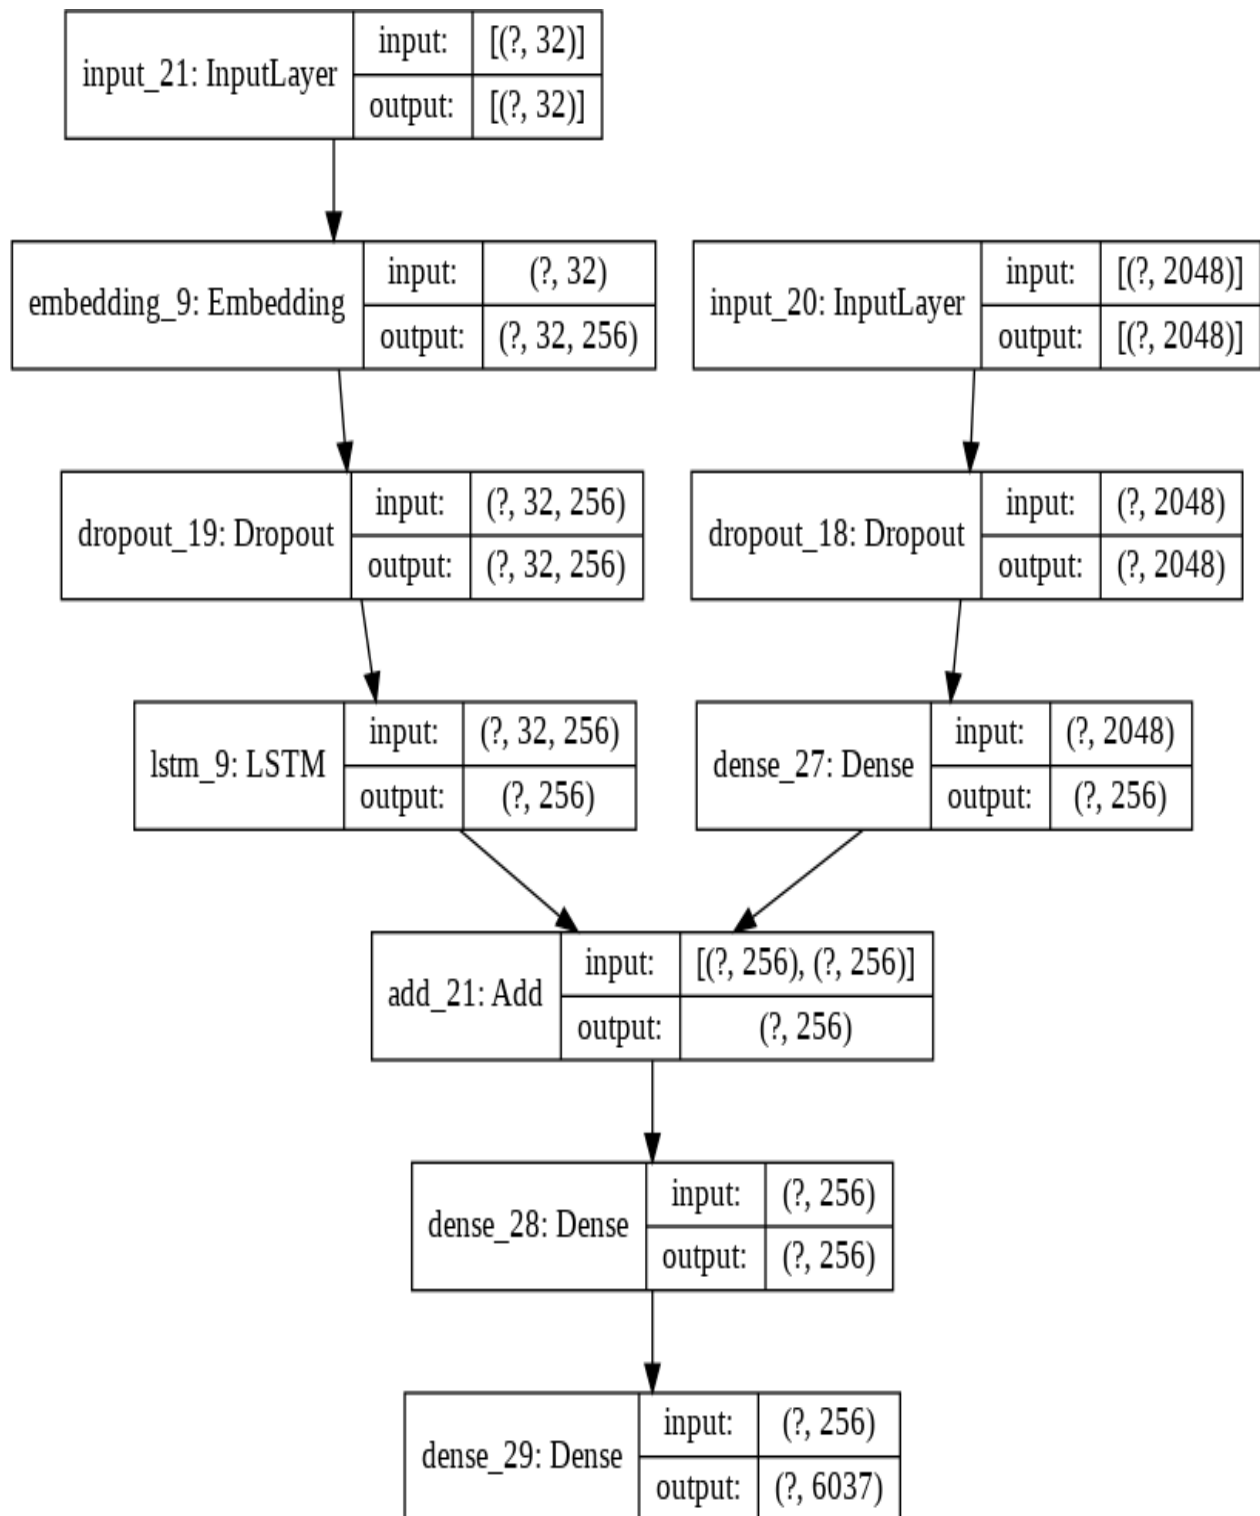 input_21: InputLayer
input: [(?, 32)]
output: [(?, 32)]
embedding_9: Embedding
input: (?, 32)
output: (?, 32, 256)
input_20: InputLayer
input: [(?, 2048)]
output: [(?, 2048)]
dropout_19: Dropout
input: (?, 32, 256)
output: (?, 32, 256)
dropout_18: Dropout
input: (?, 2048)
output: (?, 2048)
lstm_9: LSTM
input: (?, 32, 256)
output: (?, 256)
dense_27: Dense
input: (?, 2048)
output: (?, 256)
add_21: Add
input: [(?, 256), (?, 256)]
output: (?, 256)
dense_28: Dense
input: (?, 256)
output: (?, 256)
dense_29: Dense
input: (?, 256)
output: (?, 6037)